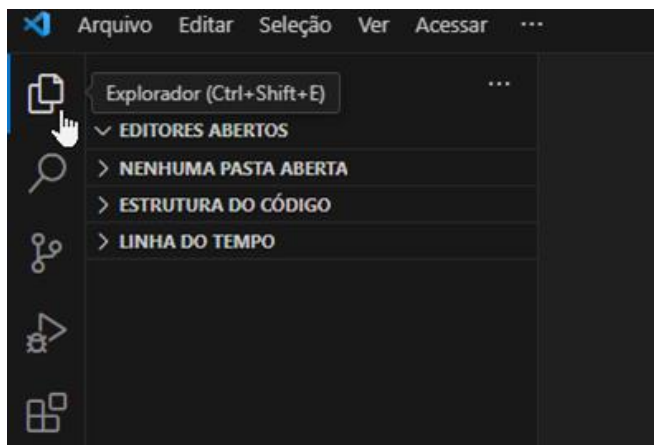 Arquivo Editar Seleção Ver Acessar ···
Explorador (Ctrl+Shift+E) ···
EDITORES ABERTOS
NENHUMA PASTA ABERTA
ESTRUTURA DO CÓDIGO
LINHA DO TEMPO